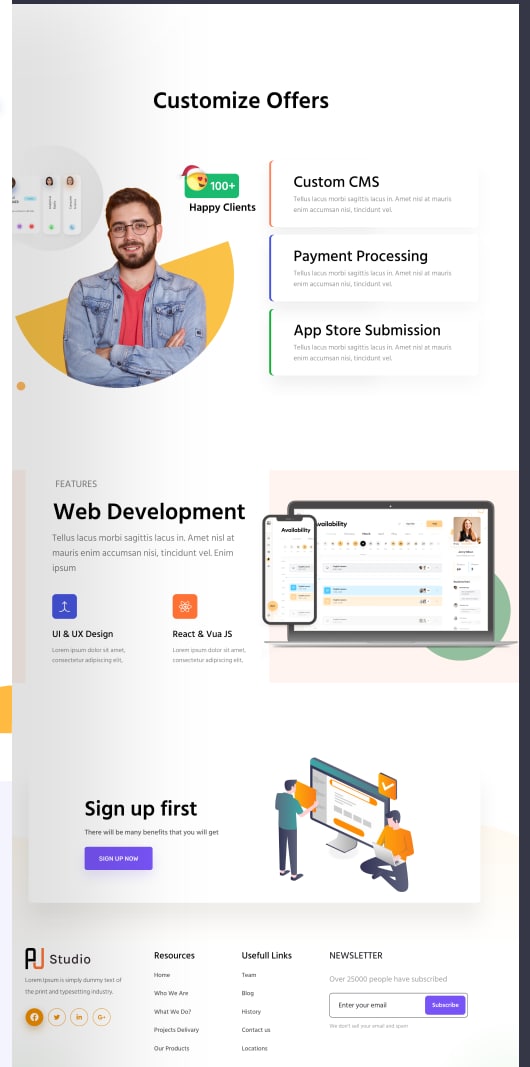 Customize Offers
100+
Happy Clients
Custom CMS
Tellus lacus morbi sagittis lacus in. Amet nisl at mauris
enim accumsan nisi, tincidunt vel.
Payment Processing
Tellus lacus morbi sagittis lacus in. Amet nisl at mauris
enim accumsan nisi, tincidunt vel.
App Store Submission
Tellus lacus morbi sagittis lacus in. Amet nisl at mauris
enim accumsan nisi, tincidunt vel.
FEATURES
Web Development
Tellus lacus morbi sagittis lacus in. Amet nisl at
mauris enim accumsan nisi, tincidunt vel. Enim
ipsum
UI & UX Design
Lorem ipsum dolor sit amet,
consectetur adipiscing elit,
React & Vua JS
Lorem ipsum dolor sit amet,
consectetur adipiscing elit,
Availability
Availability
Sign up first
There will be many benefits that you will get
SIGN UP NOW
PJ Studio
Lorem Ipsum is simply dummy text of
the print and typesetting industry.
Resources
Home
Who We Are
What We Do?
Projects Delivary
Our Products
Usefull Links
Team
Blog
History
Contact us
Locations
NEWSLETTER
Over 25000 people have subscribed
Enter your email
Subscribe
We don't sell your email and spam